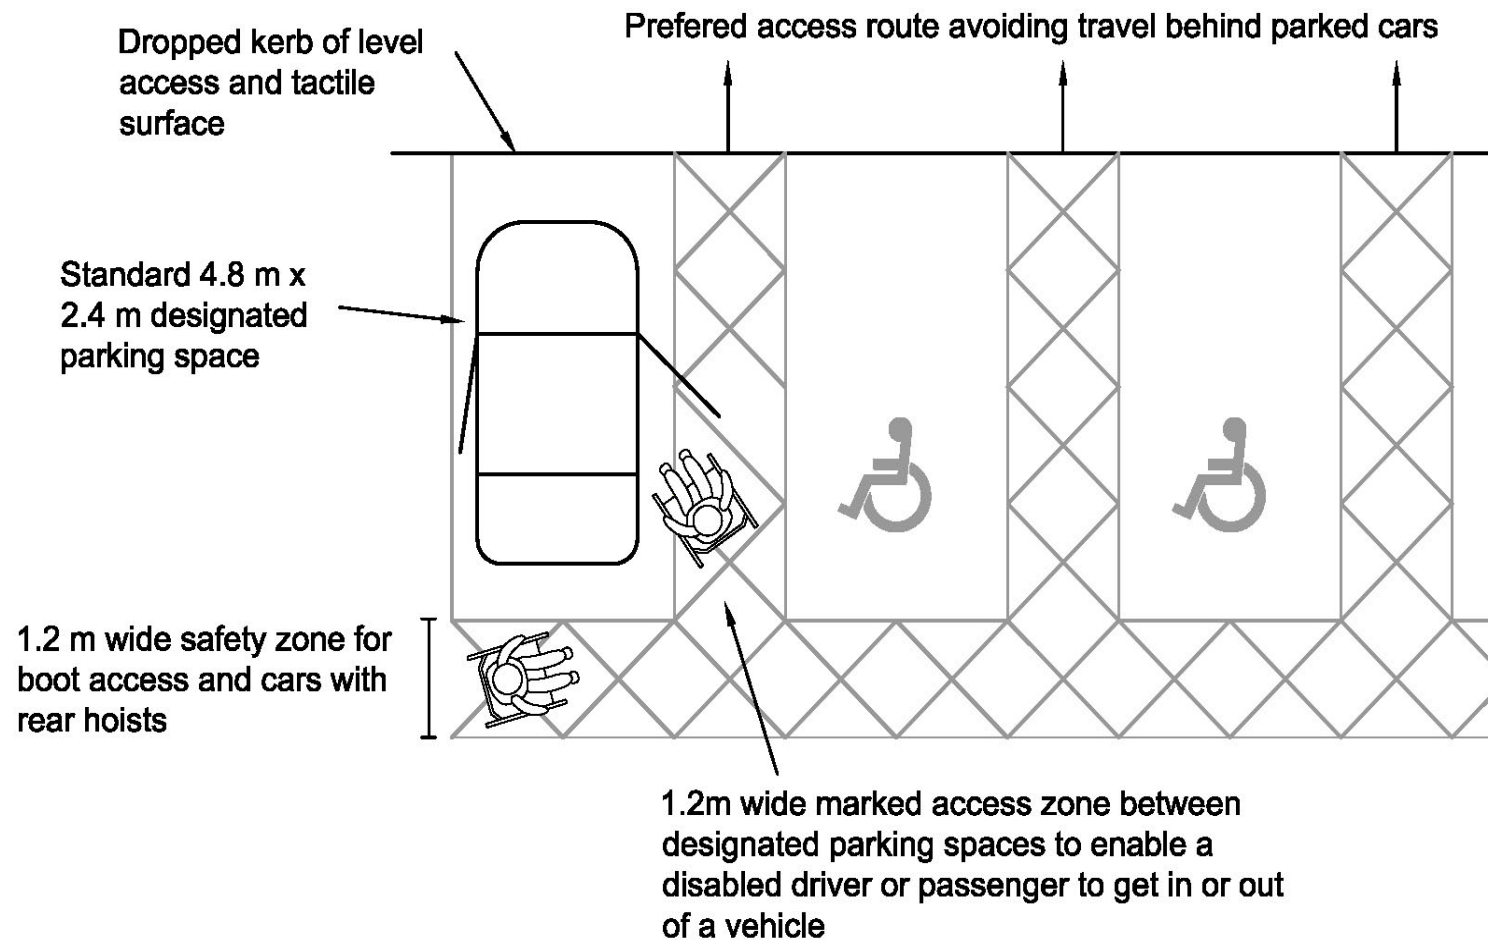 Dropped kerb of level
access and tactile
surface
Prefered access route avoiding travel behind parked cars
Standard 4.8 m x
2.4 m designated
parking space
1.2 m wide safety zone for
boot access and cars with
rear hoists
1.2m wide marked access zone between
designated parking spaces to enable a
disabled driver or passenger to get in or out
of a vehicle